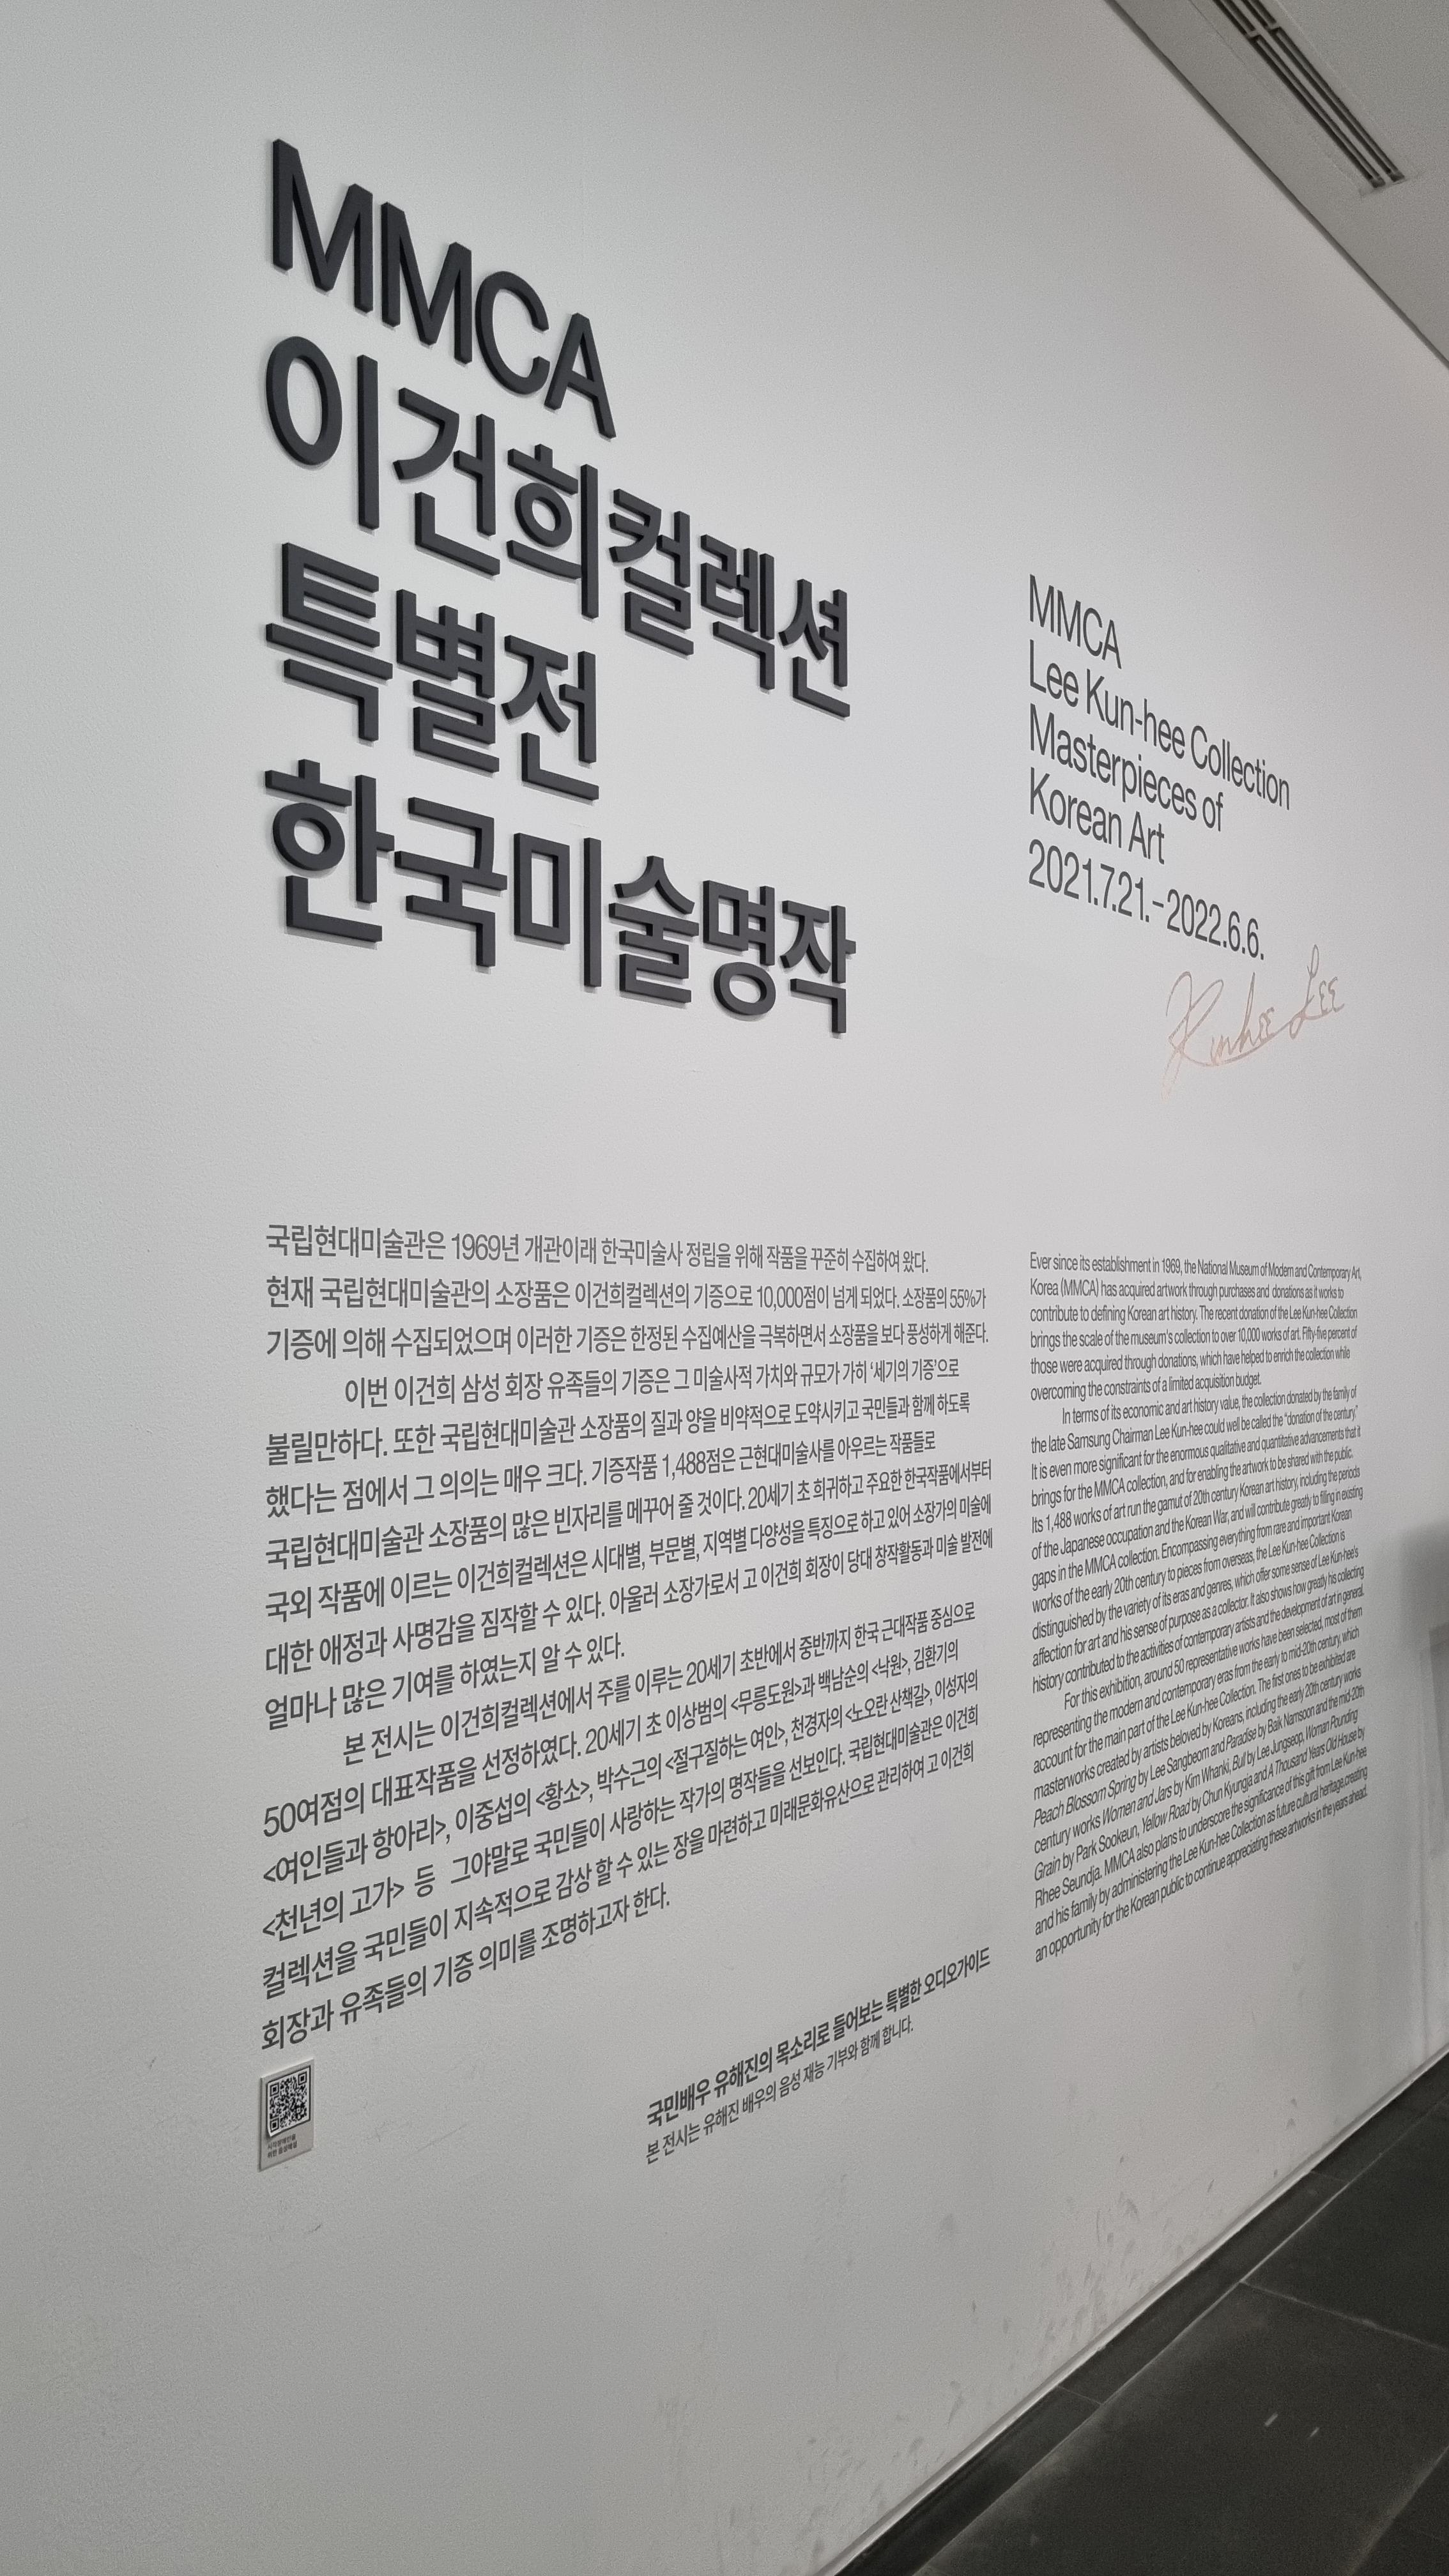 MMCA
이건희컬렉션
특별전
한국미술명작
MMCA
Lee Kun-hee Collection
Masterpieces of
Korean Art
2021.7.21.-2022.6.6.
Kunhee Lee
국립현대미술관은 1969년 개관이래 한국미술사 정립을 위해 작품을 꾸준히 수집하여 왔다.
현재 국립현대미술관의 소장품은 이건희컬렉션의 기증으로 10,000점이 넘게 되었다. 소장품의 55%가
기증에 의해 수집되었으며 이러한 기증은 한정된 수집예산을 극복하면서 소장품을 보다 풍성하게 해준다.
이번 이건희 삼성 회장 유족들의 기증은 그 미술사적 가치와 규모가 가히 ‘세기의 기증’으로
불릴만하다. 또한 국립현대미술관 소장품의 질과 양을 비약적으로 도약시키고 국민들과 함께 하도록
했다는 점에서 그 의의는 매우 크다. 기증작품 1,488점은 근현대미술사를 아우르는 작품들로
국립현대미술관 소장품의 많은 빈자리를 메꾸어 줄 것이다. 20세기 초 희귀하고 주요한 한국작품에서부터
국외 작품에 이르는 이건희컬렉션은 시대별, 부문별, 지역별 다양성을 특징으로 하고 있어 소장가의 미술에
대한 애정과 사명감을 짐작할 수 있다. 아울러 소장가로서 고 이건희 회장이 당대 창작활동과 미술 발전에
얼마나 많은 기여를 하였는지 알 수 있다.
본 전시는 이건희컬렉션에서 주를 이루는 20세기 초반에서 중반까지 한국 근대작품 중심으로
50여점의 대표작품을 선정하였다. 20세기 초 이상범의 <무릉도원>과 백남순의 <낙원>, 김환기의
<여인들과 항아리>, 이중섭의 <황소>, 박수근의 <절구질하는 여인>, 천경자의 <노오란 산책길>, 이성자의
<천년의 고가> 등 그야말로 국민들이 사랑하는 작가의 명작들을 선보인다. 국립현대미술관은 이건희
컬렉션을 국민들이 지속적으로 감상 할 수 있는 장을 마련하고 미래문화유산으로 관리하여 고 이건희
회장과 유족들의 기증 의미를 조명하고자 한다.
Ever since its establishment in 1969, the National Museum of Modern and Contemporary Art,
Korea (MMCA) has acquired artwork through purchases and donations as it works to
contribute to defining Korean art history. The recent donation of the Lee Kun-hee Collection
brings the scale of the museum's collection to over 10,000 works of art. Fifty-five percent of
those were acquired through donations, which have helped to enrich the collection while
overcoming the constraints of a limited acquisition budget.
In terms of its economic and art history value, the collection donated by the family of
the late Samsung Chairman Lee Kun-hee could well be called the “donation of the century.”
It is even more significant for the enormous qualitative and quantitative advancements that it
brings for the MMCA collection, and for enabling the artwork to be shared with the public.
Its 1,488 works of art run the gamut of 20th century Korean art history, including the periods
of the Japanese occupation and the Korean War, and will contribute greatly to filling in existing
gaps in the MMCA collection. Encompassing everything from rare and important Korean
works of the early 20th century to pieces from overseas, the Lee Kun-hee Collection is
distinguished by the variety of its eras and genres, which offer some sense of Lee Kun-hee's
affection for art and his sense of purpose as a collector. It also shows how greatly his collecting
history contributed to the activities of contemporary artists and the development of art in general.
For this exhibition, around 50 representative works have been selected, most of them
representing the modern and contemporary eras from the early to mid-20th century, which
account for the main part of the Lee Kun-hee Collection. The first ones to be exhibited are
masterworks created by artists beloved by Koreans, including the early 20th century works
Peach Blossom Spring by Lee Sangbeom and Paradise by Baik Namsoon and the mid-20th
century works Women and Jars by Kim Whanki, Bull by Lee Jungseop, Woman Pounding
Grain by Park Sookeun, Yellow Road by Chun Kyungja and A Thousand Years Old House by
Rhee Seundja. MMCA also plans to underscore the significance of this gift from Lee Kun-hee
and his family by administering the Lee Kun-hee Collection as future cultural heritage,creating
an opportunity for the Korean public to continue appreciating these artworks in the years ahead.
국민배우 유해진의 목소리로 들어보는 특별한 오디오가이드
본 전시는 유해진 배우의 음성 재능 기부와 함께 합니다.
시각장애인을
위한 음성해설